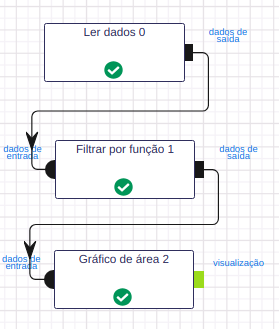 Ler dados 0
dados de
saída
dados de
entrada
Filtrar por função 1
dados de
saída
dados de
entrada
Gráfico de área 2
visualização